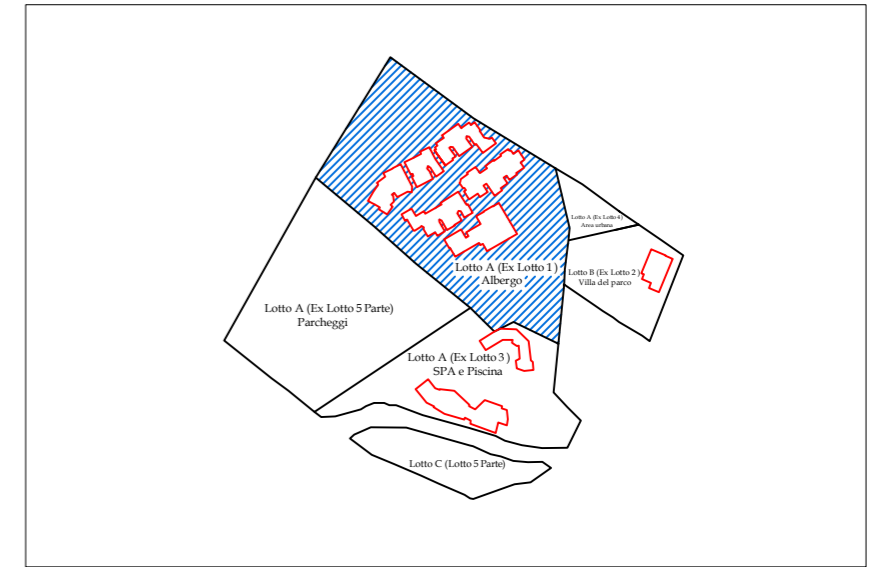 Lotto A (Ex Lotto 4)
Area urbana
Lotto A (Ex Lotto 1)
Albergo
Lotto B (Ex Lotto 2)
Villa del parco
Lotto A (Ex Lotto 5 Parte)
Parcheggi
Lotto A (Ex Lotto 3)
SPA e Piscina
Lotto C (Lotto 5 Parte)